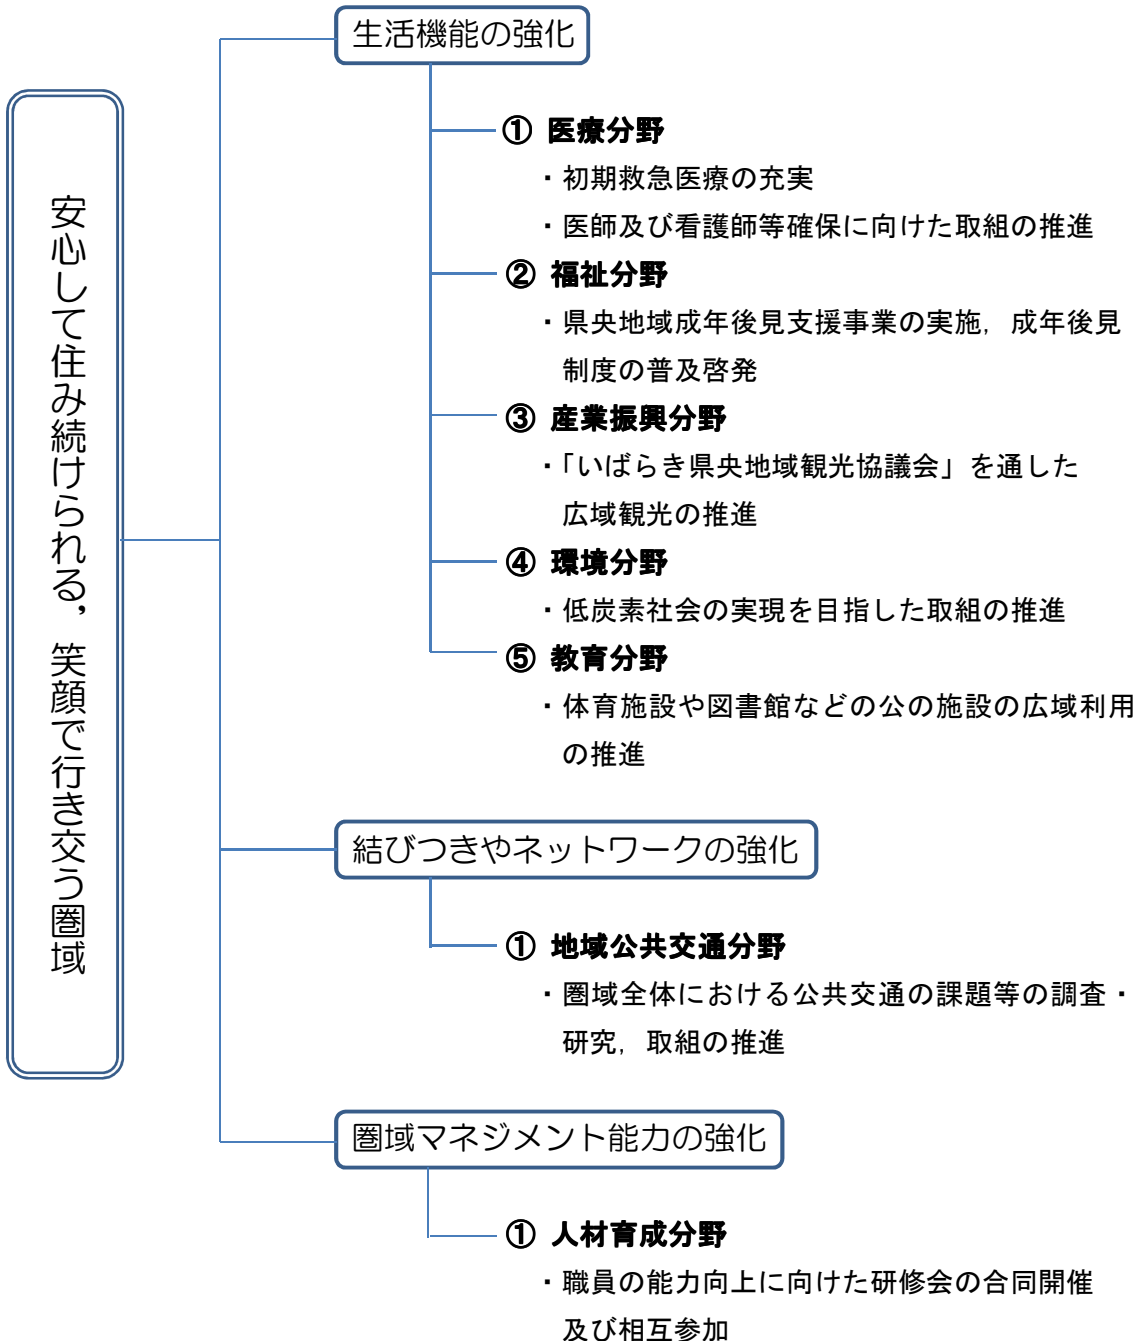 安心して住み続けられる，笑顔で行き交う圏域
生活機能の強化
① 医療分野
・初期救急医療の充実
・医師及び看護師等確保に向けた取組の推進
② 福祉分野
・県央地域成年後見支援事業の実施，成年後見
制度の普及啓発
③ 産業振興分野
・「いばらき県央地域観光協議会」を通した
広域観光の推進
④ 環境分野
・低炭素社会の実現を目指した取組の推進
⑤ 教育分野
・体育施設や図書館などの公の施設の広域利用
の推進
結びつきやネットワークの強化
① 地域公共交通分野
・圏域全体における公共交通の課題等の調査・
研究，取組の推進
圏域マネジメント能力の強化
① 人材育成分野
・職員の能力向上に向けた研修会の合同開催
及び相互参加